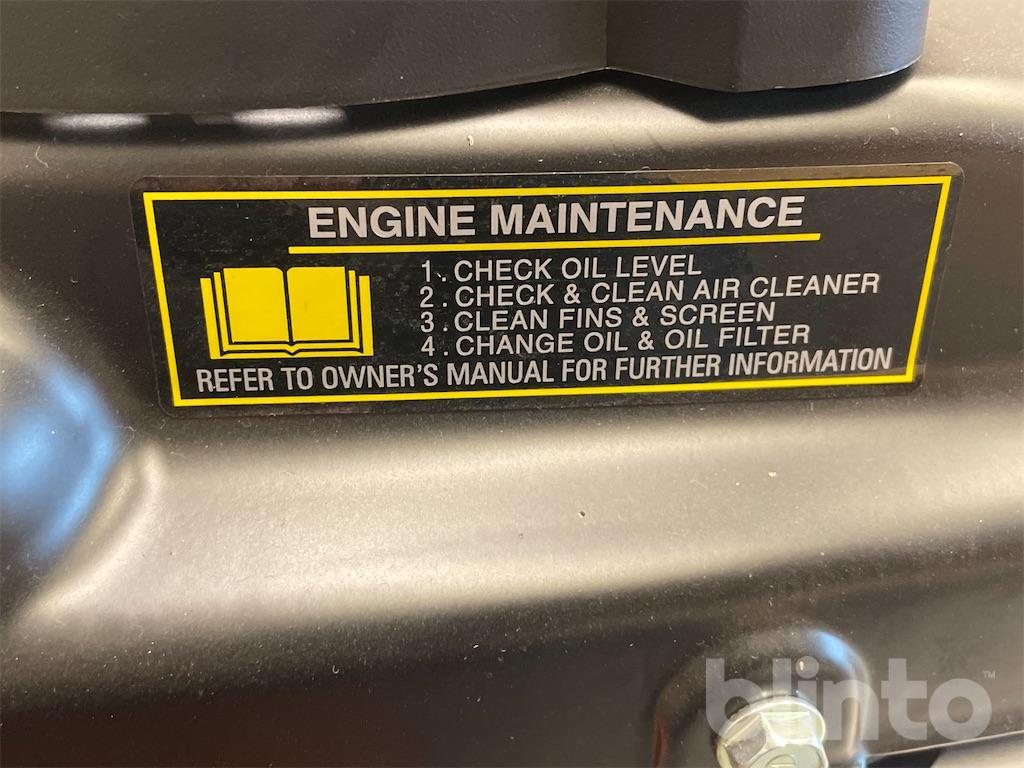 ENGINE MAINTENANCE
1. CHECK OIL LEVEL
2. CHECK & CLEAN AIR CLEANER
3. CLEAN FINS & SCREEN
4. CHANGE OIL & OIL FILTER
REFER TO OWNER'S MANUAL FOR FURTHER INFORMATION
blinto™